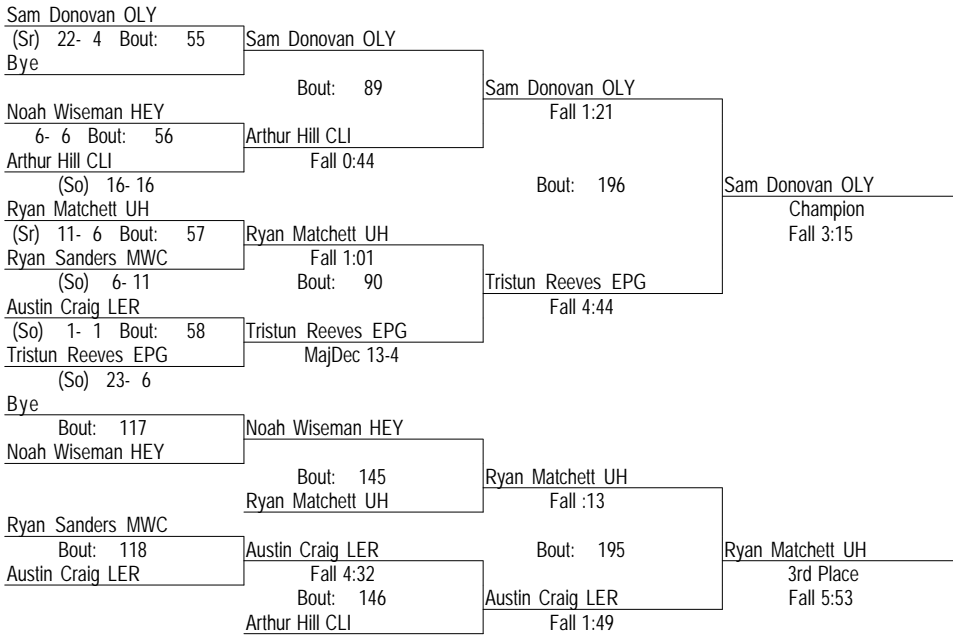 Sam Donovan OLY
(Sr) 22- 4 Bout: 55
Sam Donovan OLY
Bye
Bout: 89
Sam Donovan OLY
Noah Wiseman HEY
Fall 1:21
6- 6 Bout: 56
Arthur Hill CLI
Arthur Hill CLI
Fall 0:44
(So) 16- 16
Bout: 196
Sam Donovan OLY
Ryan Matchett UH
Champion
(Sr) 11- 6 Bout: 57
Ryan Matchett UH
Fall 3:15
Ryan Sanders MWC
Fall 1:01
(So) 6- 11
Bout: 90
Tristun Reeves EPG
Austin Craig LER
Fall 4:44
(So) 1- 1 Bout: 58
Tristun Reeves EPG
Tristun Reeves EPG
MajDec 13-4
(So) 23- 6
Bye
Bout: 117
Noah Wiseman HEY
Noah Wiseman HEY
Bout: 145
Ryan Matchett UH
Ryan Matchett UH
Fall :13
Ryan Sanders MWC
Bout: 118
Austin Craig LER
Bout: 195
Ryan Matchett UH
Austin Craig LER
Fall 4:32
3rd Place
Bout: 146
Austin Craig LER
Fall 5:53
Arthur Hill CLI
Fall 1:49